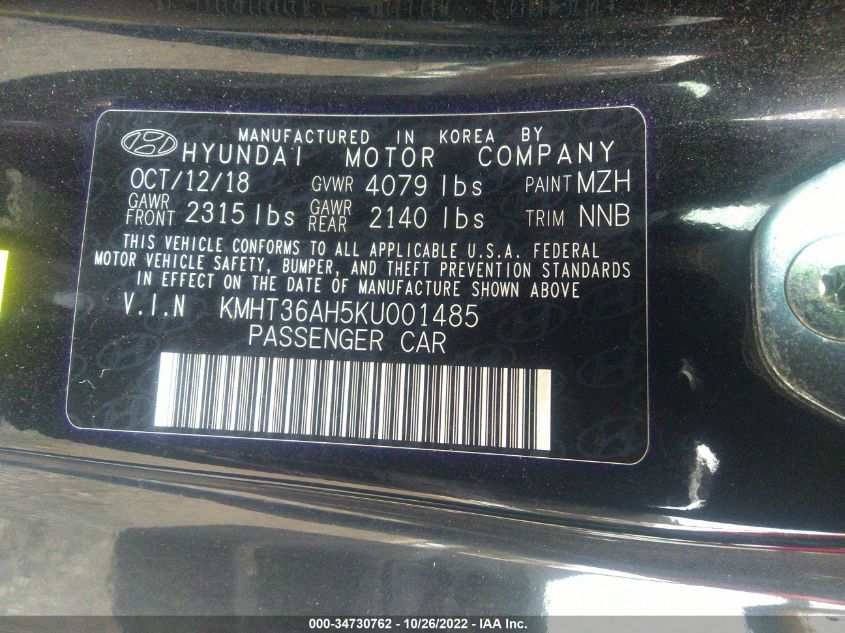 MANUFACTURED IN KOREA BY
HYUNDAI MOTOR COMPANY
OCT/12/18 GVWR 4079 lbs PAINT MZH
GAWR FRONT 2315 lbs GAWR REAR 2140 lbs TRIM NNB
THIS VEHICLE CONFORMS TO ALL APPLICABLE U.S.A. FEDERAL
MOTOR VEHICLE SAFETY, BUMPER, AND THEFT PREVENTION STANDARDS
IN EFFECT ON THE DATE OF MANUFACTURE SHOWN ABOVE
V.I.N KMHT36AH5KU001485
PASSENGER CAR
000-34730762 - 10/26/2022 - IAA Inc.